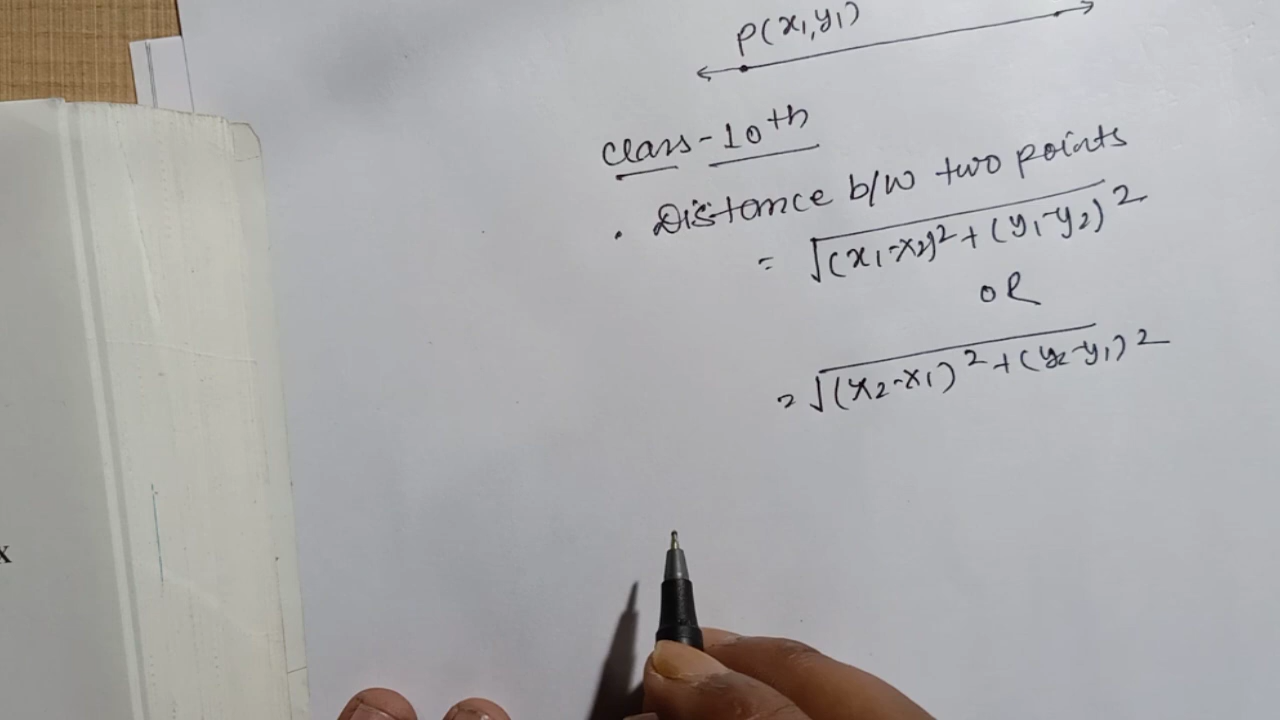 P(x₁,y₁)
class-10th
. Distance b/w two points
= √(x₁-x₂)²+(y₁-y₂)²
OR
= √(x₂-x₁)²+(y₂-y₁)²
x